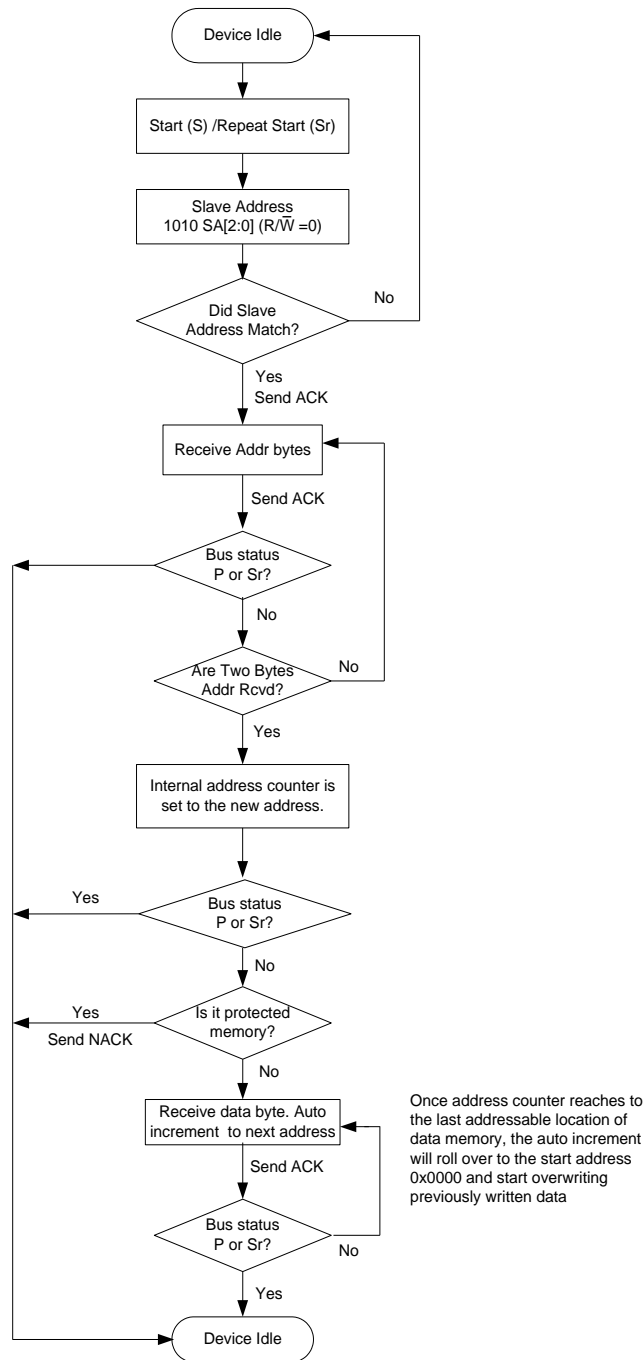 Device Idle
Start (S) /Repeat Start (Sr)
Slave Address
1010 SA[2:0] (R/W̅ =0)
No
Did Slave
Address Match?
Yes
Send ACK
Receive Addr bytes
Send ACK
Bus status
P or Sr?
No
Are Two Bytes
Addr Rcvd?
No
Yes
Internal address counter is
set to the new address.
Yes
Bus status
P or Sr?
No
Yes
Send NACK
Is it protected
memory?
No
Receive data byte. Auto
increment to next address
Once address counter reaches to
the last addressable location of
data memory, the auto increment
will roll over to the start address
0x0000 and start overwriting
previously written data
Send ACK
Bus status
P or Sr?
No
Yes
Device Idle